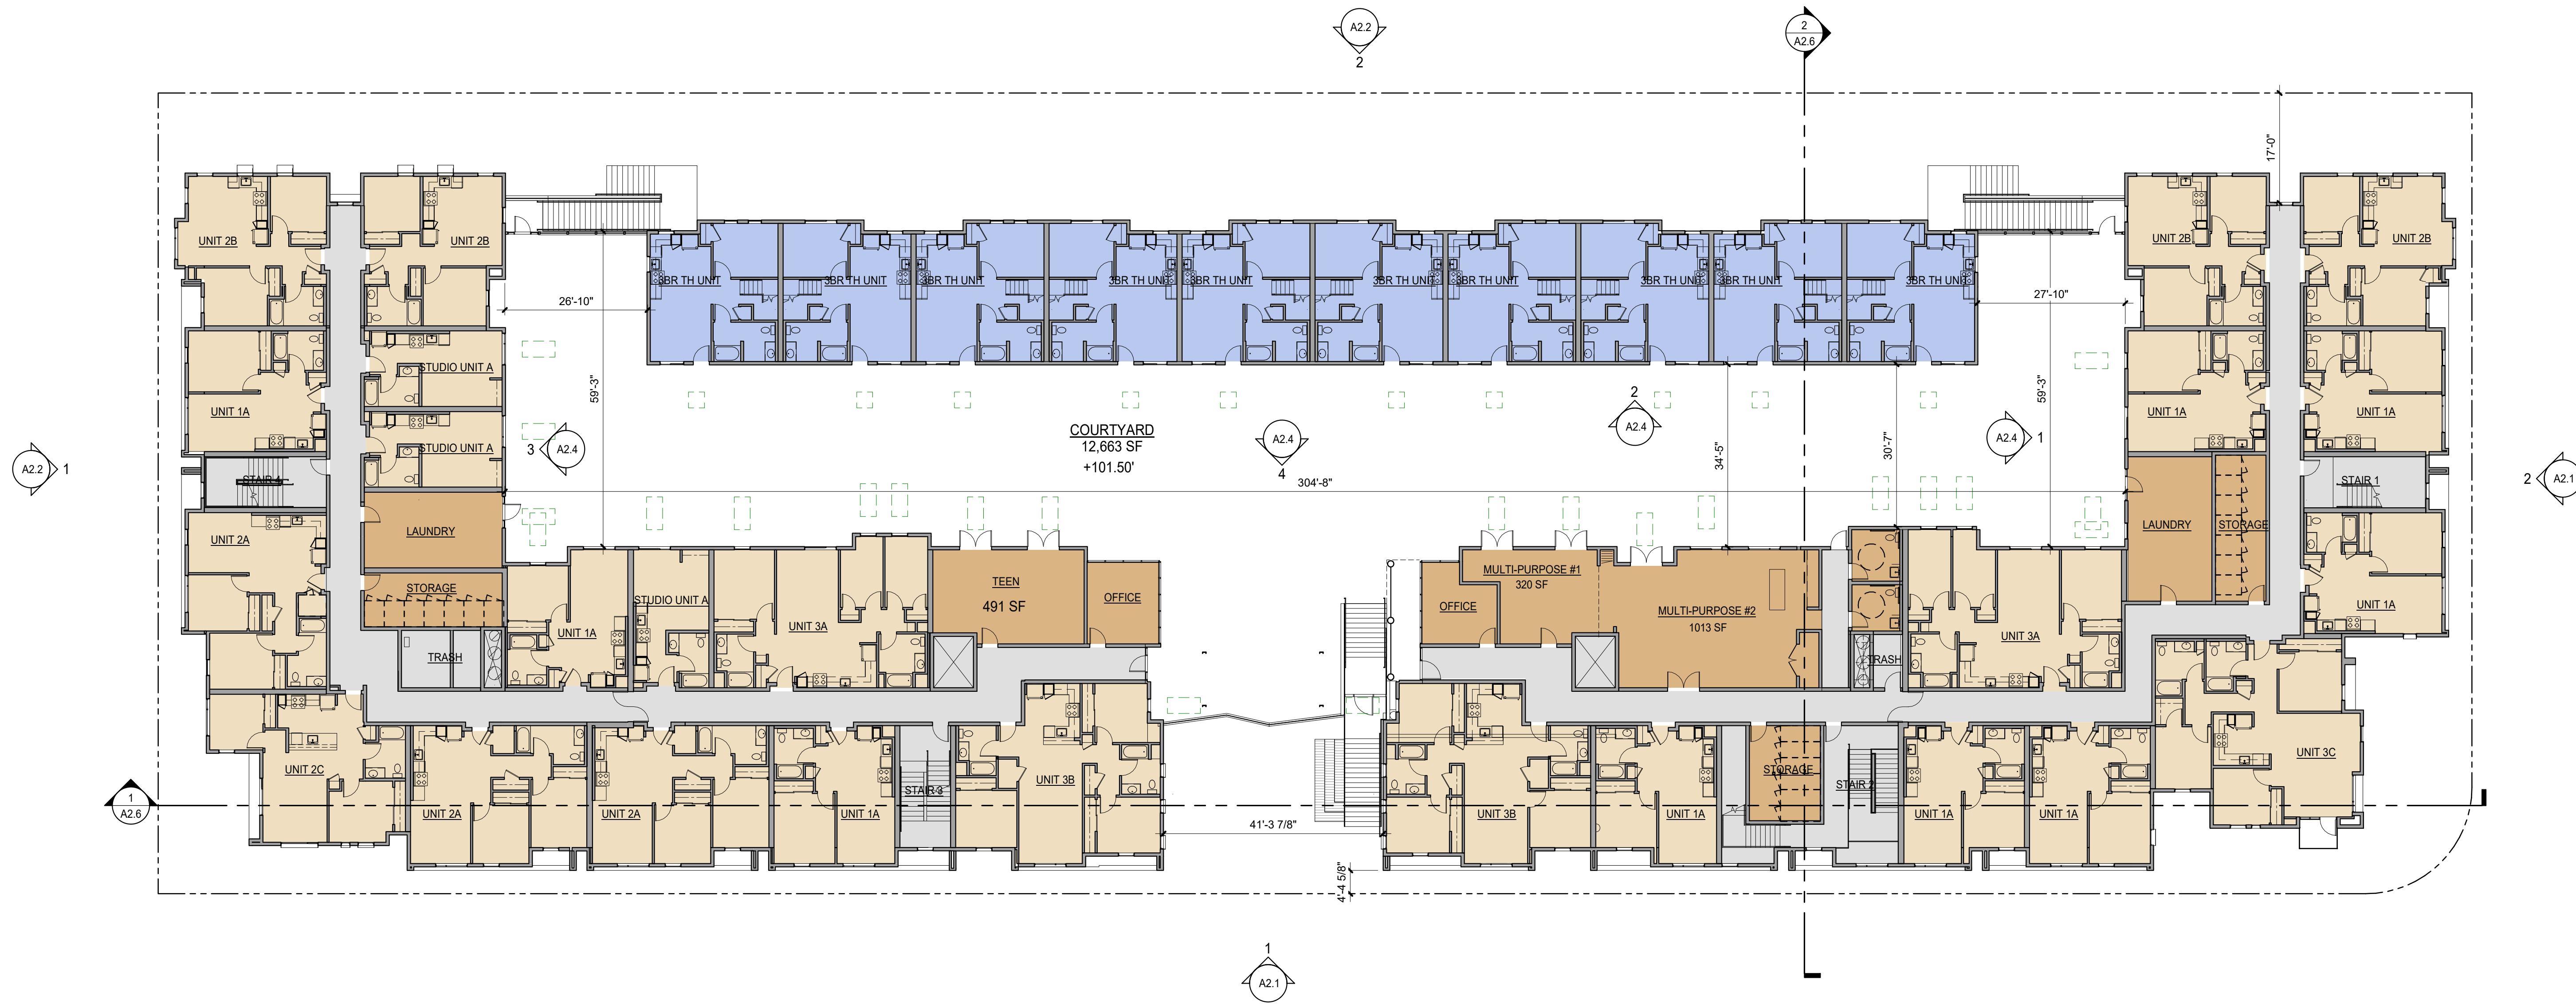 A2.2
2
2
A2.6
17'-0"
UNIT 2B
UNIT 2B
UNIT 2B
UNIT 2B
3BR TH UNIT
3BR TH UNIT
3BR TH UNIT
3BR TH UNIT
3BR TH UNIT
3BR TH UNIT
3BR TH UNIT
3BR TH UNIT
3BR TH UNIT
3BR TH UNIT
26'-10"
27'-10"
STUDIO UNIT A
59'-3"
59'-3"
UNIT 1A
UNIT 1A
UNIT 1A
2
A2.4
COURTYARD
12,663 SF
+101.50'
A2.4
4
A2.4
1
3
A2.4
STUDIO UNIT A
34'-5"
30'-7"
A2.2
1
2
A2.1
STAIR 4
304'-8"
STAIR 1
LAUNDRY
LAUNDRY
STORAGE
UNIT 2A
STORAGE
TEEN
491 SF
OFFICE
OFFICE
MULTI-PURPOSE #1
320 SF
MULTI-PURPOSE #2
1013 SF
STUDIO UNIT A
UNIT 1A
UNIT 3A
UNIT 3A
UNIT 1A
TRASH
TRASH
UNIT 2C
UNIT 3B
STORAGE
STAIR 2
UNIT 3C
STAIR 3
1
A2.6
UNIT 2A
UNIT 2A
UNIT 1A
UNIT 3B
UNIT 1A
UNIT 1A
UNIT 1A
41'-3 7/8"
4'-4 5/8"
1
A2.1